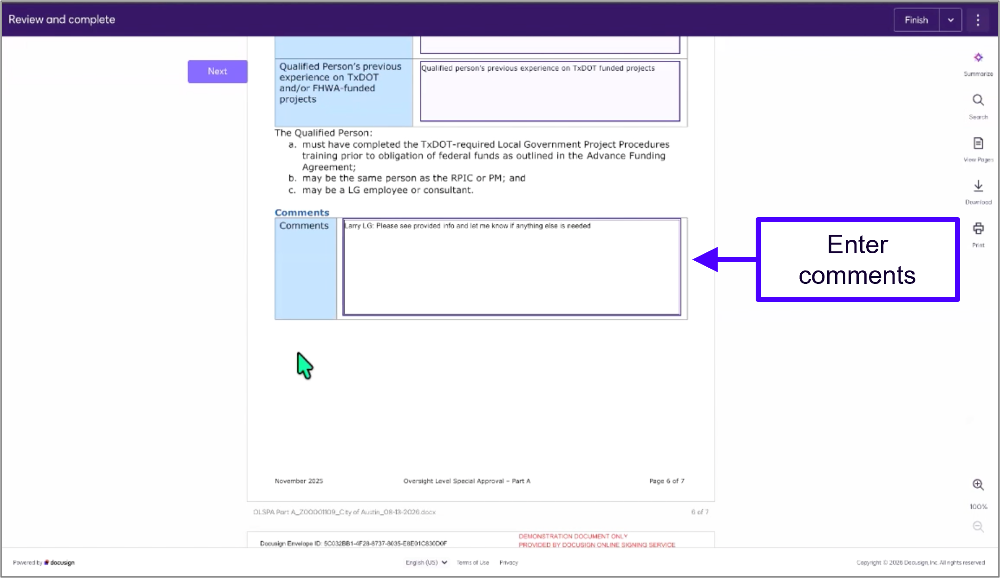 Review and complete
Finish
Next
Summarize
Search
View Pages
Download
Print
Qualified Person's previous
experience on TxDOT
and/or FHWA-funded
projects
Qualified person's previous experience on TxDOT funded projects
The Qualified Person:
a. must have completed the TxDOT-required Local Government Project Procedures
training prior to obligation of federal funds as outlined in the Advance Funding
Agreement;
b. may be the same person as the RPIC or PM; and
c. may be a LG employee or consultant.
Comments
Comments
Larry LG: Please see provided info and let me know if anything else is needed
Enter
comments
November 2025
Oversight Level Special Approval – Part A
Page 6 of 7
OLSPA Part A_Z00001109_City of Austin_08-13-2026.docx
6 of 7
100%
Docusign Envelope ID: 5C032BB1-4F28-8737-8035-E8E01C830D0F
DEMONSTRATION DOCUMENT ONLY
PROVIDED BY DOCUSIGN ONLINE SIGNING SERVICE
Powered by docusign
English (US)
Terms of Use
Privacy
Copyright © 2026 Docusign, Inc. All rights reserved